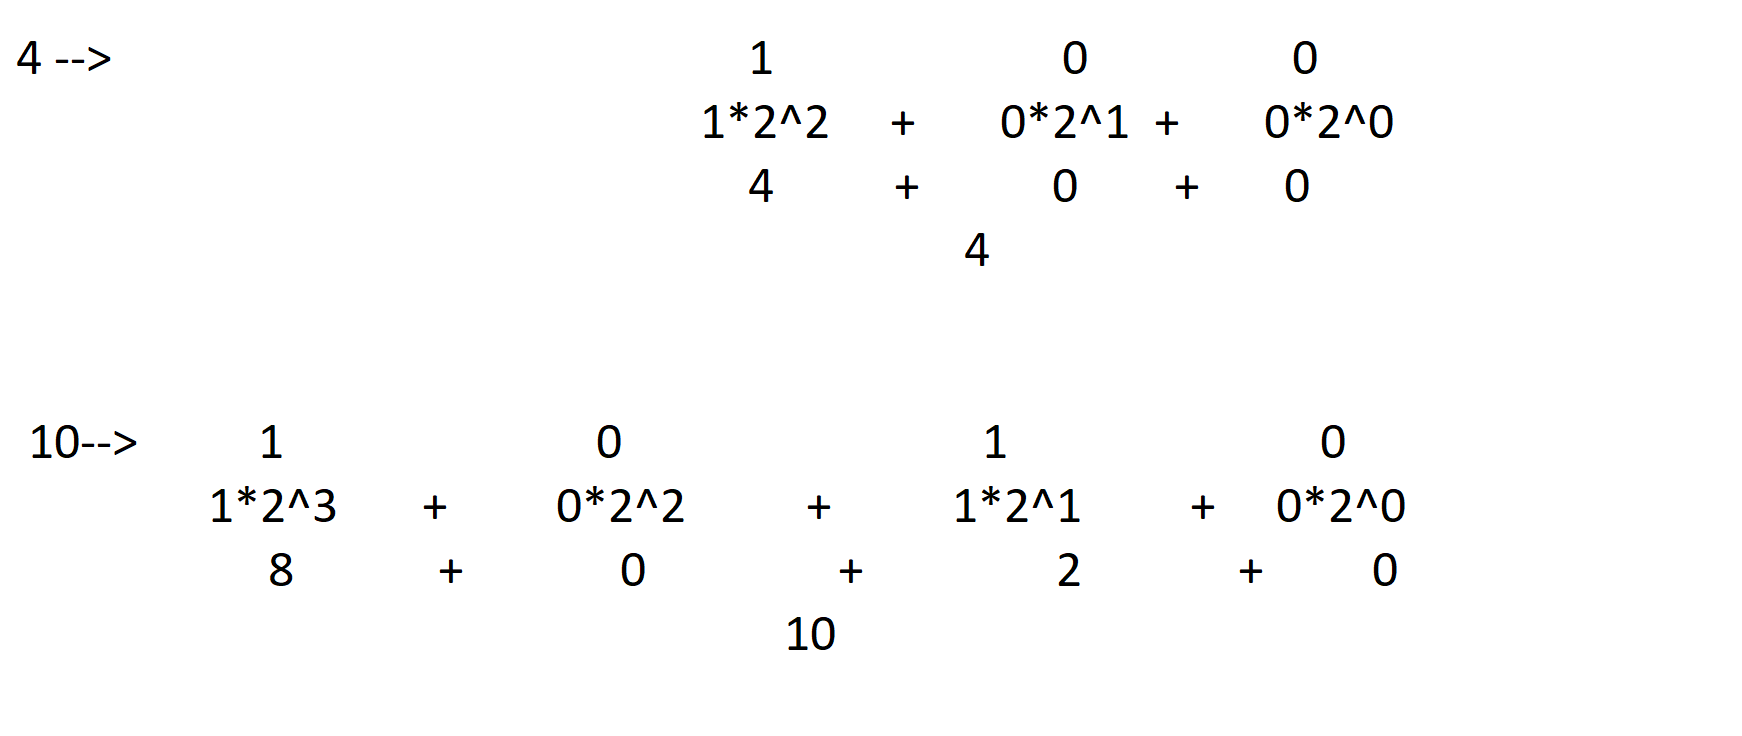 4 --> 1 0 0
1*2^2 + 0*2^1 + 0*2^0
4 + 0 + 0
4
10--> 1 0 1 0
1*2^3 + 0*2^2 + 1*2^1 + 0*2^0
8 + 0 + 2 + 0
10